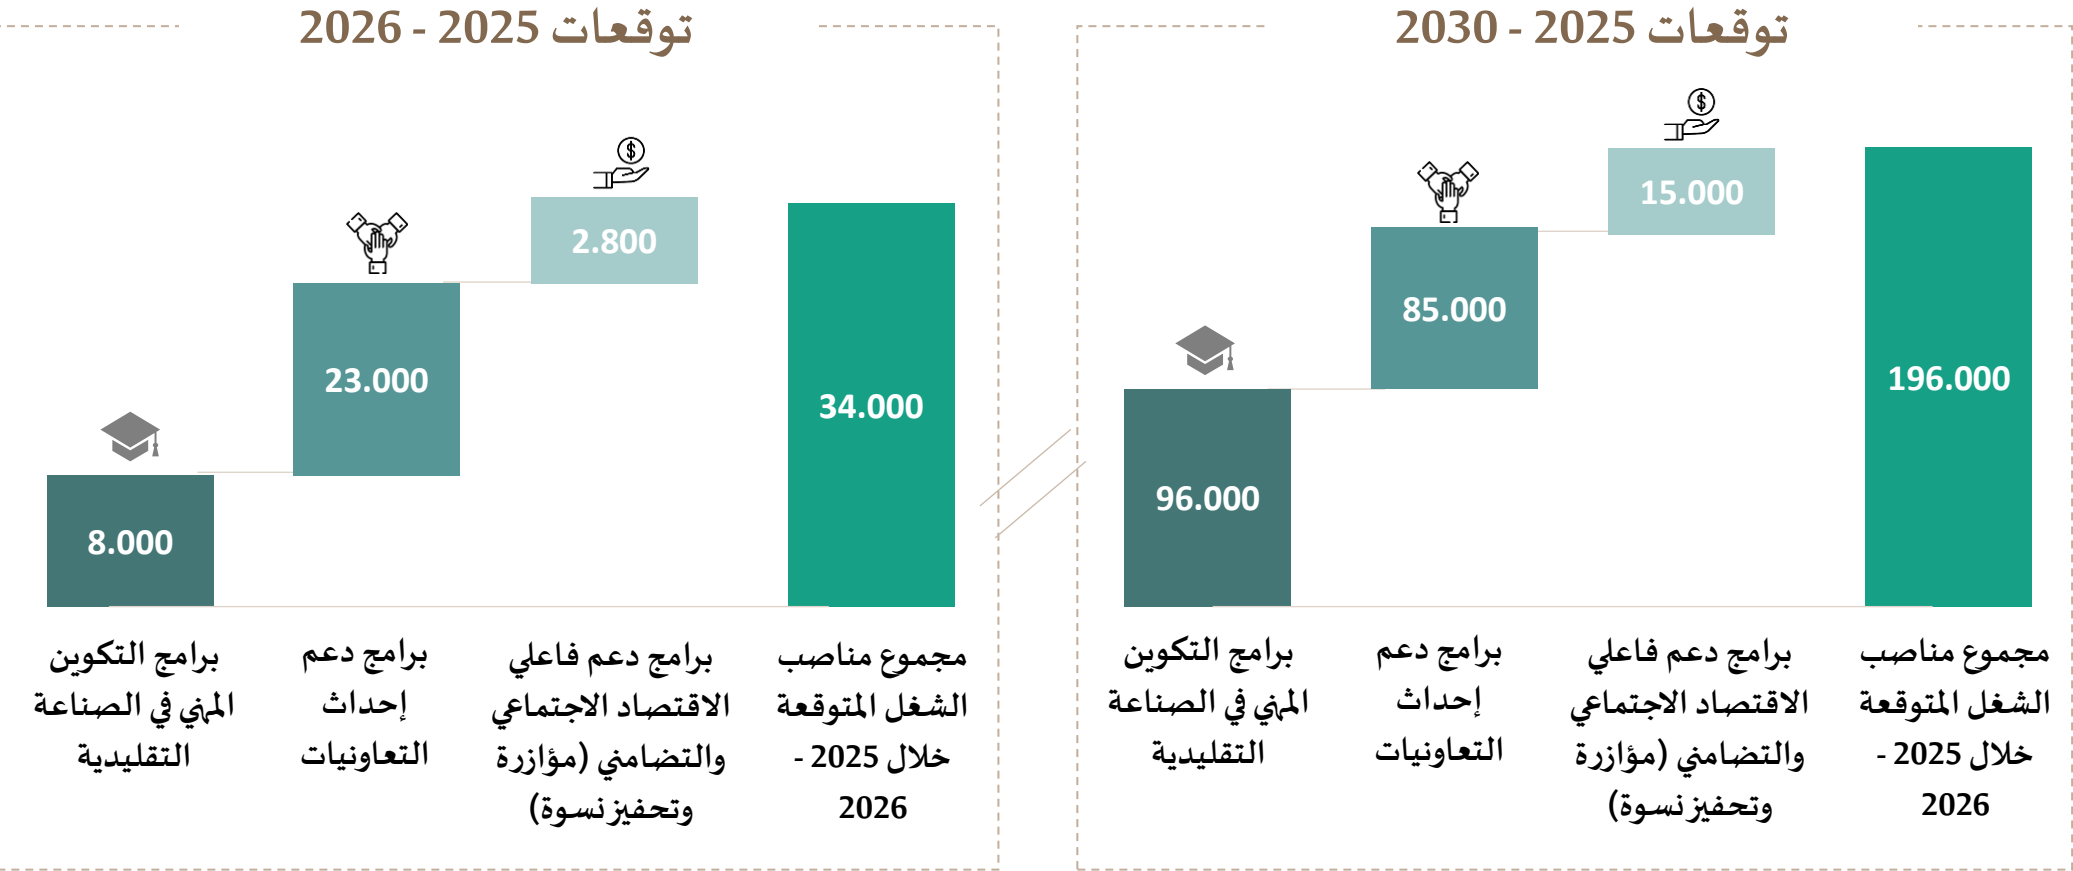 توقعات 2025 - 2030
15.000
85.000
96.000
196.000
برامج التكوين
المهني في الصناعة
التقليدية
برامج دعم
إحداث
التعاونيات
برامج دعم فاعلي
الاقتصاد الاجتماعي
والتضامني (مؤازرة
وتحفيز نسوة)
مجموع مناصب
الشغل المتوقعة
خلال 2025 -
2026
توقعات 2025 - 2026
2.800
23.000
8.000
34.000
برامج التكوين
المهني في الصناعة
التقليدية
برامج دعم
إحداث
التعاونيات
برامج دعم فاعلي
الاقتصاد الاجتماعي
والتضامني (مؤازرة
وتحفيز نسوة)
مجموع مناصب
الشغل المتوقعة
خلال 2025 -
2026